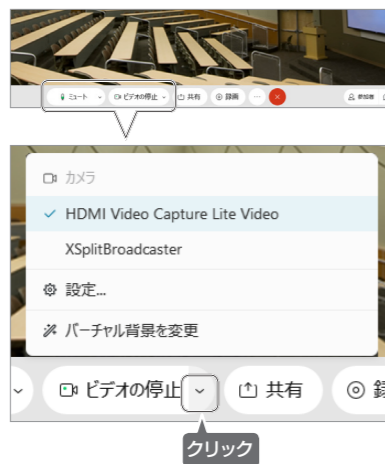 ミュート
ビデオの停止
共有
録画
参加者
カメラ
HDMI Video Capture Lite Video
XSplitBroadcaster
設定...
バーチャル背景を変更
ビデオの停止
共有
クリック